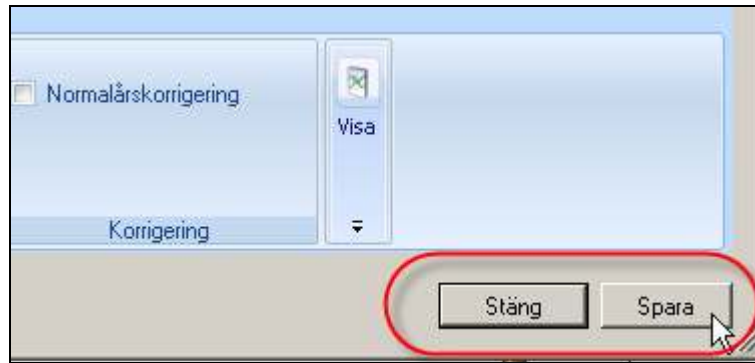 Normalårskorrigering
Visa
Korrigering
Stäng
Spara